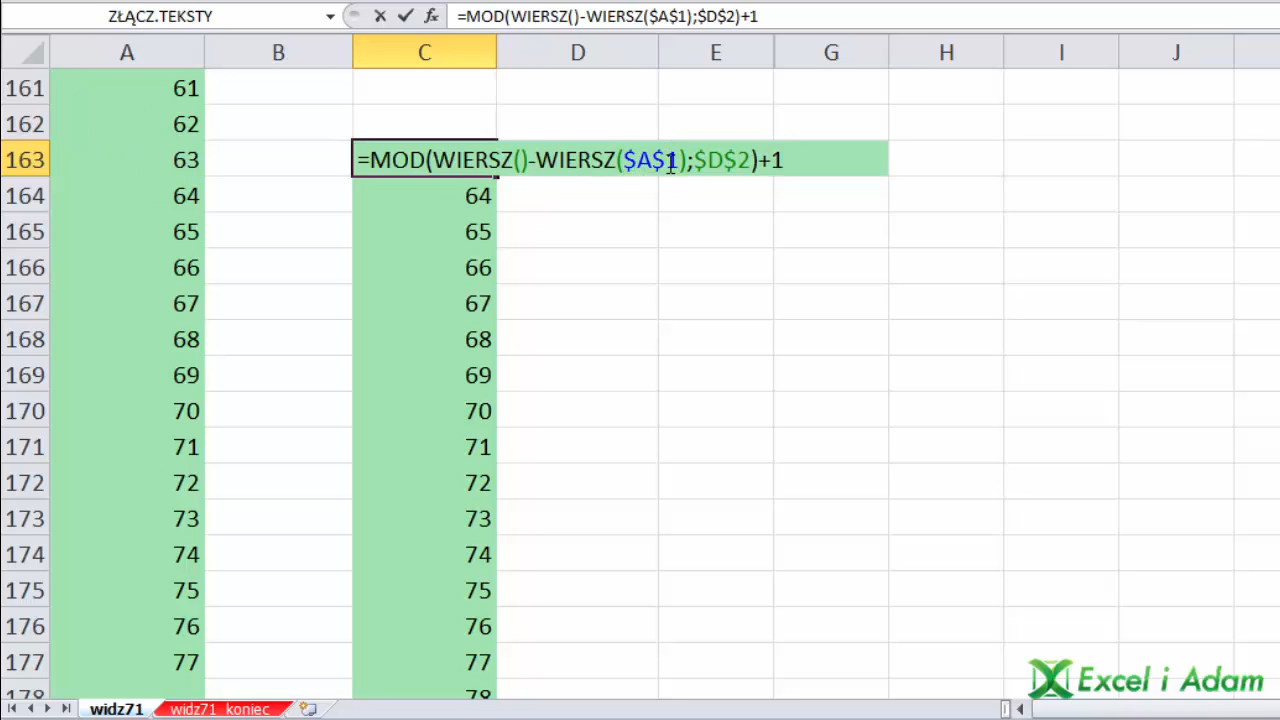 ZŁĄCZ.TEKSTY fx =MOD(WIERSZ()-WIERSZ($A$1);$D$2)+1
A B C D E G H I J
161 61
162 62
163 63 =MOD(WIERSZ()-WIERSZ($A$1);$D$2)+1
164 64 64
165 65 65
166 66 66
167 67 67
168 68 68
169 69 69
170 70 70
171 71 71
172 72 72
173 73 73
174 74 74
175 75 75
176 76 76
177 77 77
178 78
Excel i Adam
widz71 widz71_koniec